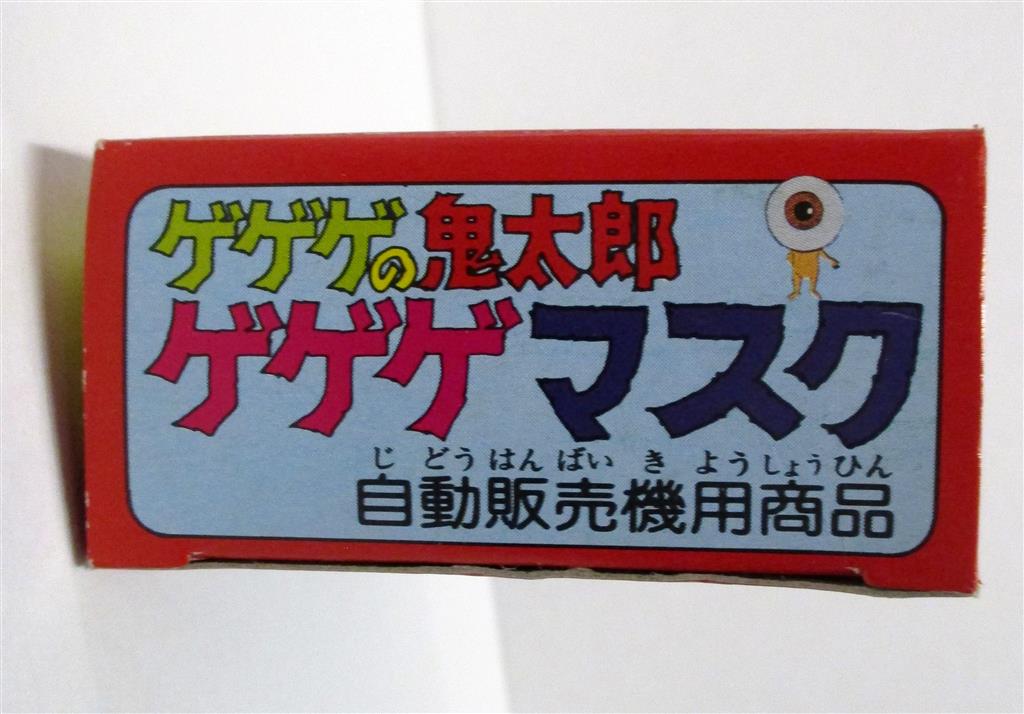 ゲゲゲの鬼太郎
ゲゲゲマスク
じどうはんばいきようしょうひん
自動販売機用商品